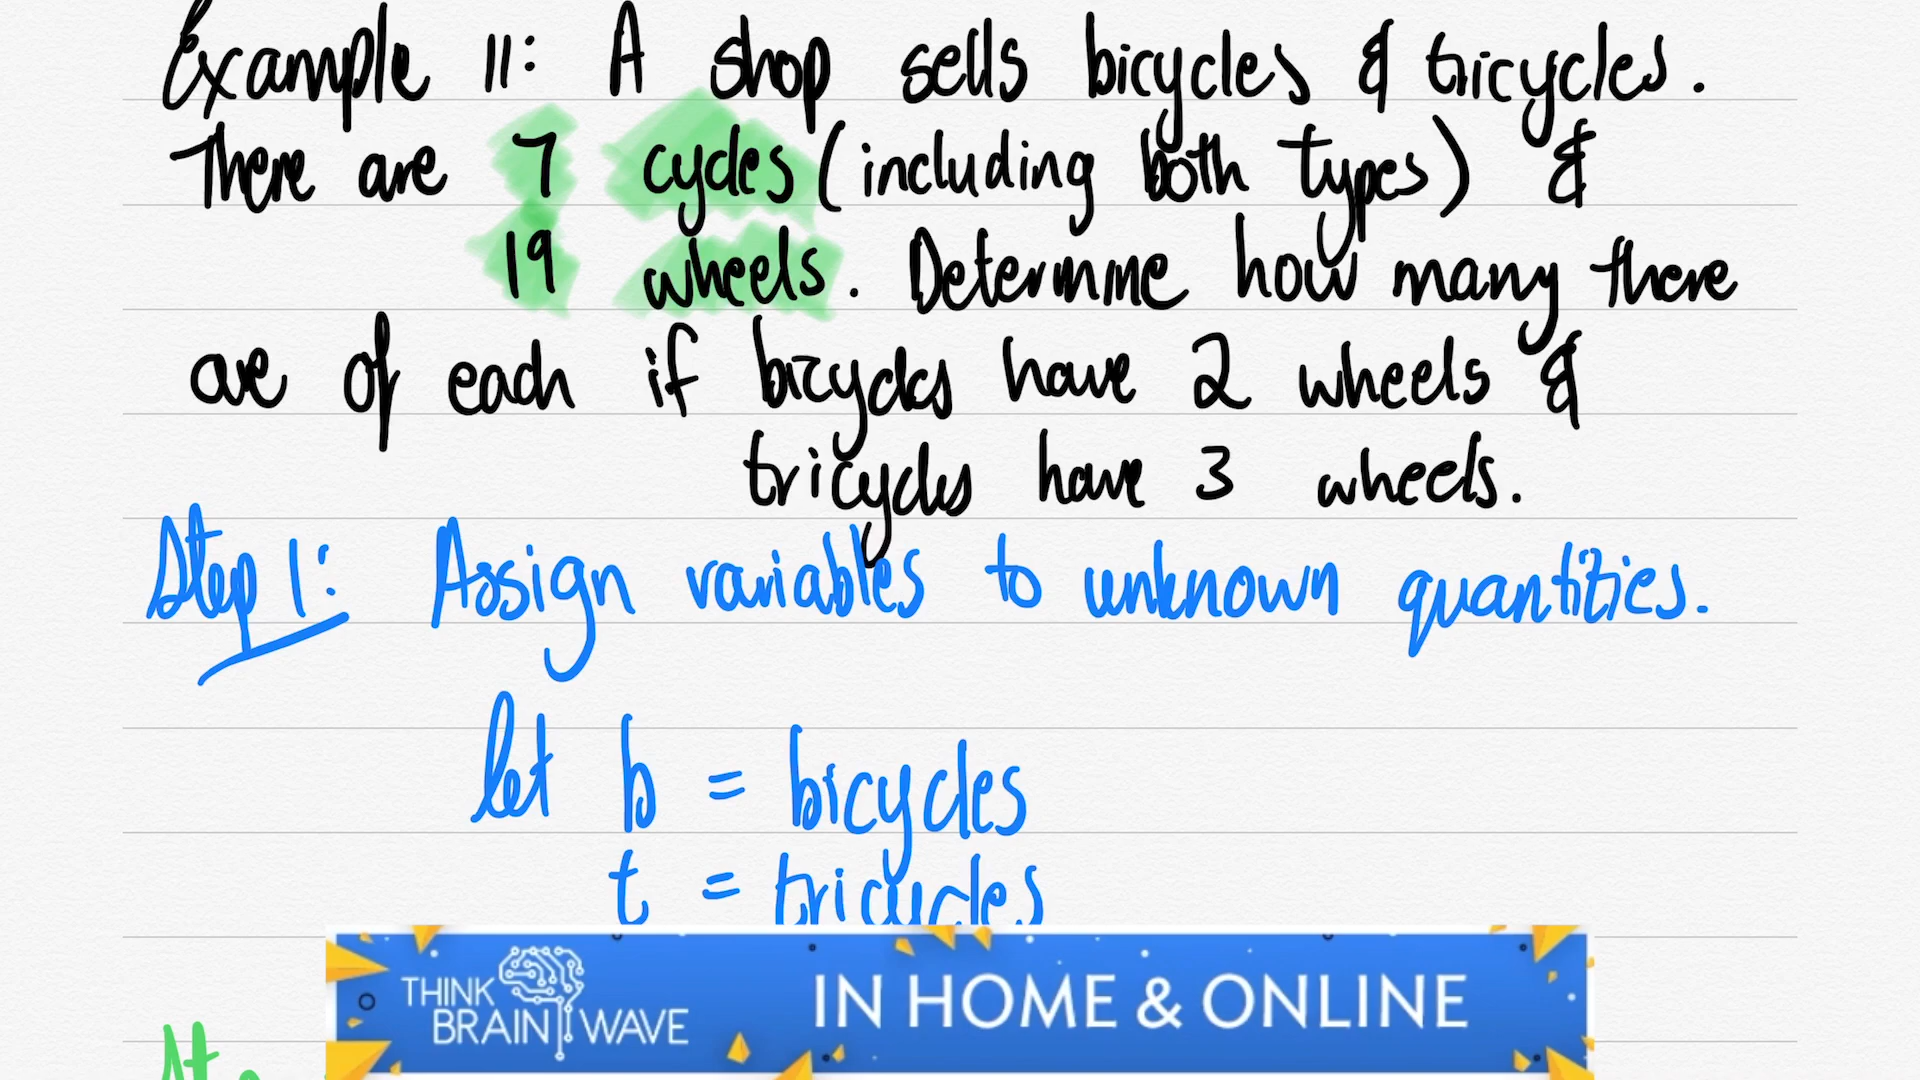 Example 11: A shop sells bicycles & tricycles.
There are 7 cycles (including both types) &
19 wheels. Determine how many there
are of each if bicycles have 2 wheels &
tricycles have 3 wheels.
Step 1: Assign variables to unknown quantities.
let b = bicycles
t = tricycles
THINK
BRAIN WAVE
IN HOME & ONLINE